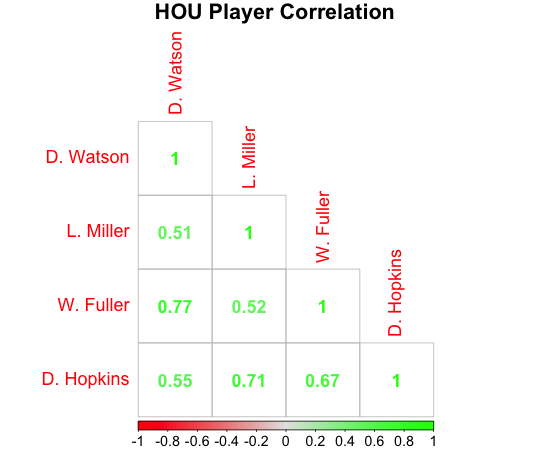 HOU Player Correlation
D. Watson
L. Miller
W. Fuller
D. Hopkins
D. Watson 1
L. Miller 0.51 1
W. Fuller 0.77 0.52 1
D. Hopkins 0.55 0.71 0.67 1
-1 -0.8 -0.6 -0.4 -0.2 0 0.2 0.4 0.6 0.8 1